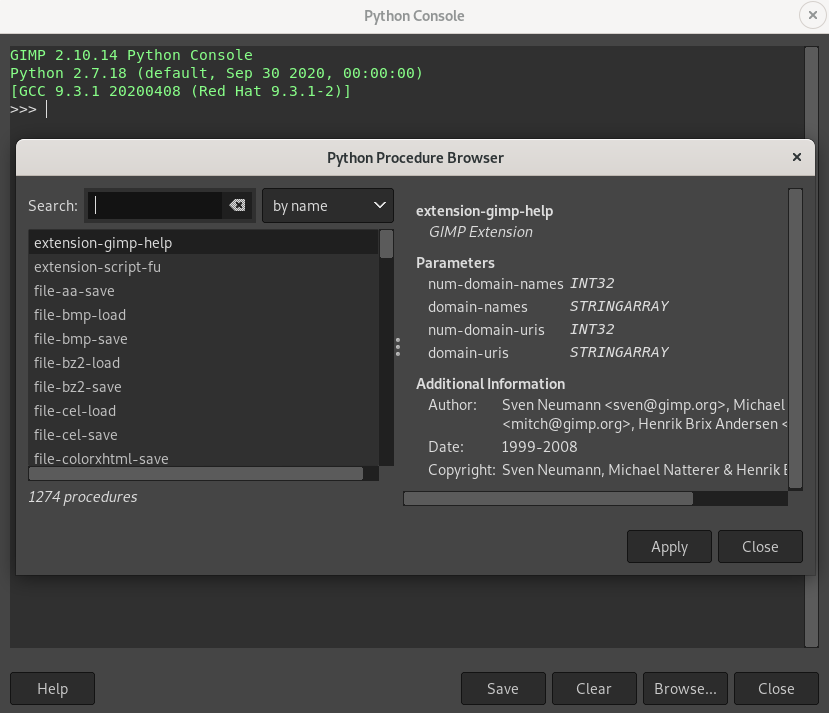 Python Console
GIMP 2.10.14 Python Console
Python 2.7.18 (default, Sep 30 2020, 00:00:00)
[GCC 9.3.1 20200408 (Red Hat 9.3.1-2)]
>>>
Python Procedure Browser
Search:
by name
extension-gimp-help
extension-script-fu
file-aa-save
file-bmp-load
file-bmp-save
file-bz2-load
file-bz2-save
file-cel-load
file-cel-save
file-colorxhtml-save
1274 procedures
extension-gimp-help
GIMP Extension
Parameters
num-domain-names INT32
domain-names STRINGARRAY
num-domain-uris INT32
domain-uris STRINGARRAY
Additional Information
Author: Sven Neumann <sven@gimp.org>, Michael
<mitch@gimp.org>, Henrik Brix Andersen <
Date: 1999-2008
Copyright: Sven Neumann, Michael Natterer & Henrik
Apply
Close
Help
Save
Clear
Browse...
Close